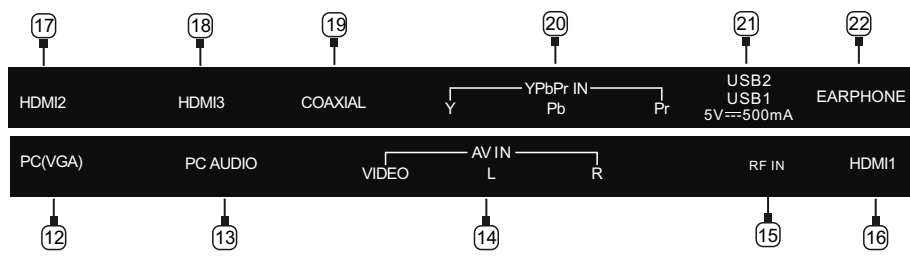 17 18 19 20 21 22
HDMI2 HDMI3 COAXIAL YPbPr IN USB2 EARPHONE
Y Pb Pr USB1
5V⎓500mA
PC(VGA) PC AUDIO AV IN RF IN HDMI1
VIDEO L R
12 13 14 15 16